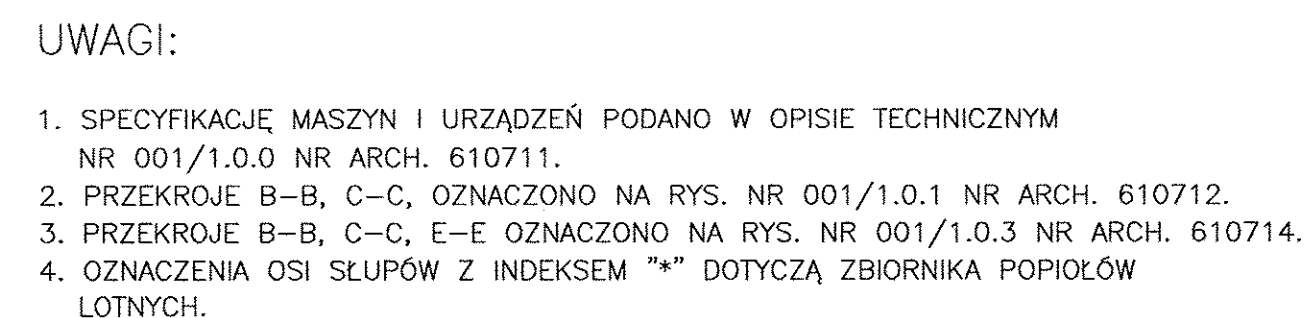 UWAGI:
1. SPECYFIKACJĘ MASZYN I URZĄDZEŃ PODANO W OPISIE TECHNICZNYM
NR 001/1.0.0 NR ARCH. 610711.
2. PRZEKROJE B–B, C–C, OZNACZONO NA RYS. NR 001/1.0.1 NR ARCH. 610712.
3. PRZEKROJE B–B, C–C, E–E OZNACZONO NA RYS. NR 001/1.0.3 NR ARCH. 610714.
4. OZNACZENIA OSI SŁUPÓW Z INDEKSEM "*" DOTYCZĄ ZBIORNIKA POPIOŁÓW
LOTNYCH.